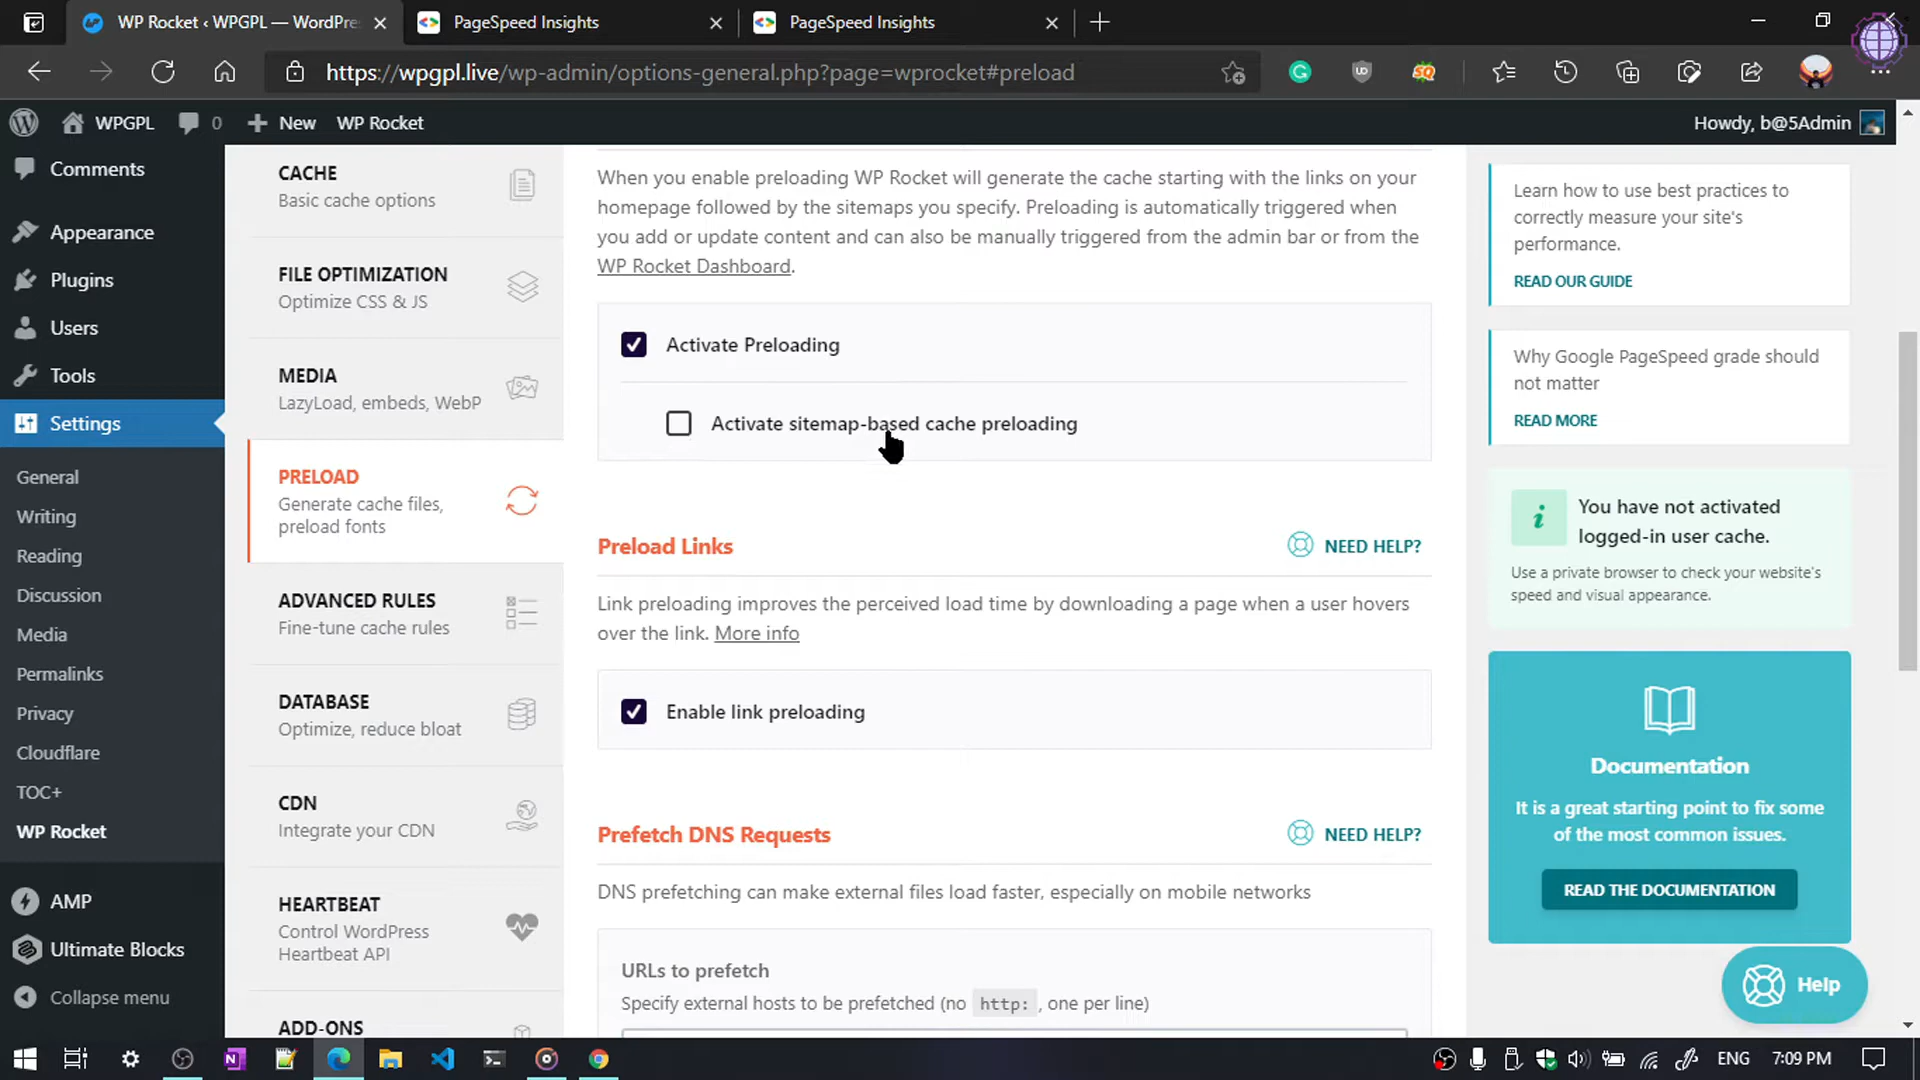 WP Rocket ‹ WPGPL — WordPre
PageSpeed Insights
PageSpeed Insights
https://wpgpl.live/wp-admin/options-general.php?page=wprocket#preload
WPGPL
0
New
WP Rocket
Howdy, b@5Admin
Comments
Appearance
Plugins
Users
Tools
Settings
General
Writing
Reading
Discussion
Media
Permalinks
Privacy
Cloudflare
TOC+
WP Rocket
AMP
Ultimate Blocks
Collapse menu
CACHE
Basic cache options
FILE OPTIMIZATION
Optimize CSS & JS
MEDIA
LazyLoad, embeds, WebP
PRELOAD
Generate cache files,
preload fonts
ADVANCED RULES
Fine-tune cache rules
DATABASE
Optimize, reduce bloat
CDN
Integrate your CDN
HEARTBEAT
Control WordPress
Heartbeat API
ADD-ONS
When you enable preloading WP Rocket will generate the cache starting with the links on your
homepage followed by the sitemaps you specify. Preloading is automatically triggered when
you add or update content and can also be manually triggered from the admin bar or from the
WP Rocket Dashboard.
Activate Preloading
Activate sitemap-based cache preloading
Preload Links
NEED HELP?
Link preloading improves the perceived load time by downloading a page when a user hovers
over the link. More info
Enable link preloading
Prefetch DNS Requests
NEED HELP?
DNS prefetching can make external files load faster, especially on mobile networks
URLs to prefetch
Specify external hosts to be prefetched (no http: , one per line)
Learn how to use best practices to
correctly measure your site's
performance.
READ OUR GUIDE
Why Google PageSpeed grade should
not matter
READ MORE
You have not activated
logged-in user cache.
Use a private browser to check your website's
speed and visual appearance.
Documentation
It is a great starting point to fix some
of the most common issues.
READ THE DOCUMENTATION
Help
ENG
7:09 PM